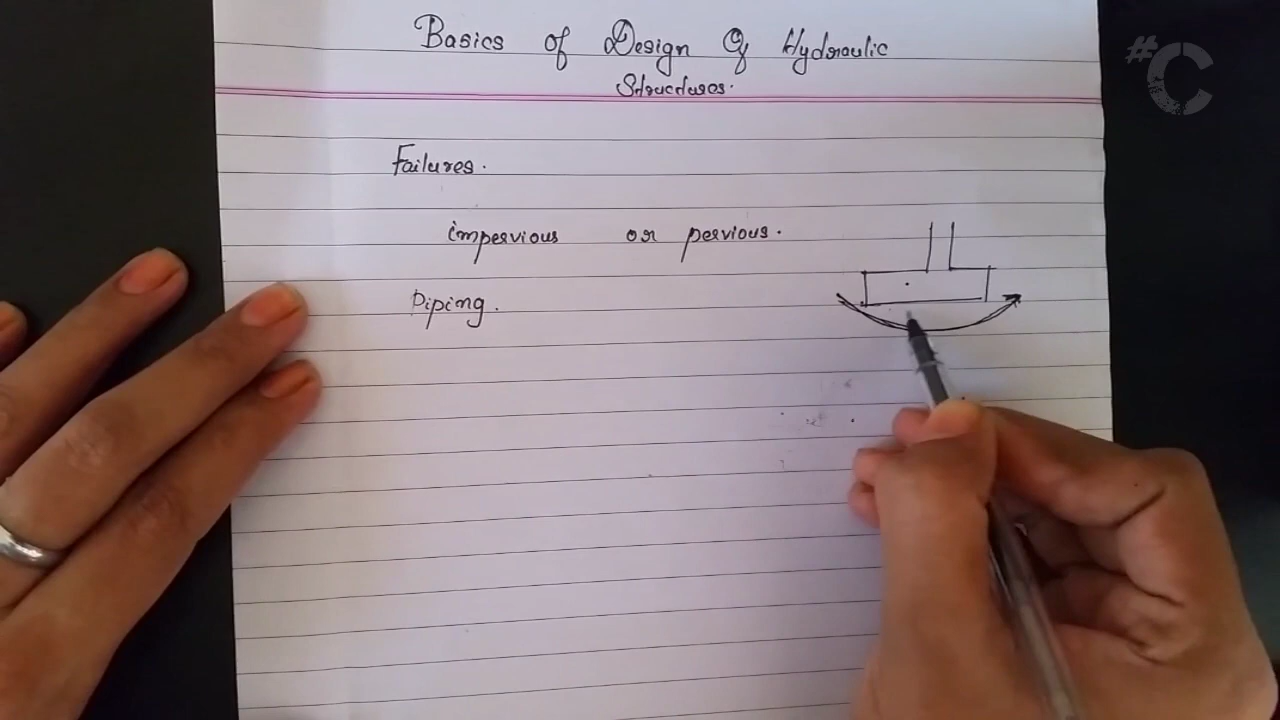 Basics of Design Of Hydraulic
Structures.
#C
Failures.
impervious or pervious.
Piping.